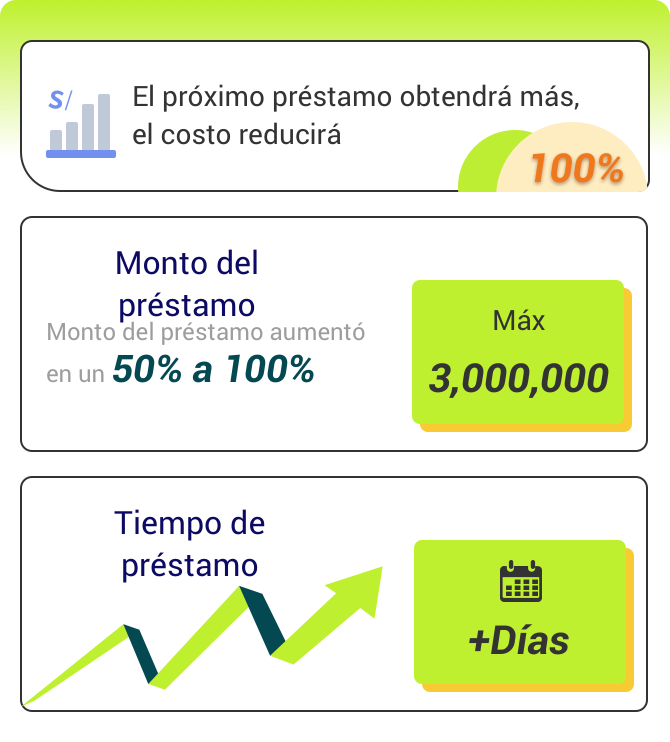 S/
El próximo préstamo obtendrá más,
el costo reducirá
100%
Monto del
préstamo
Monto del préstamo aumentó
en un 50% a 100%
Máx
3,000,000
Tiempo de
préstamo
+Días